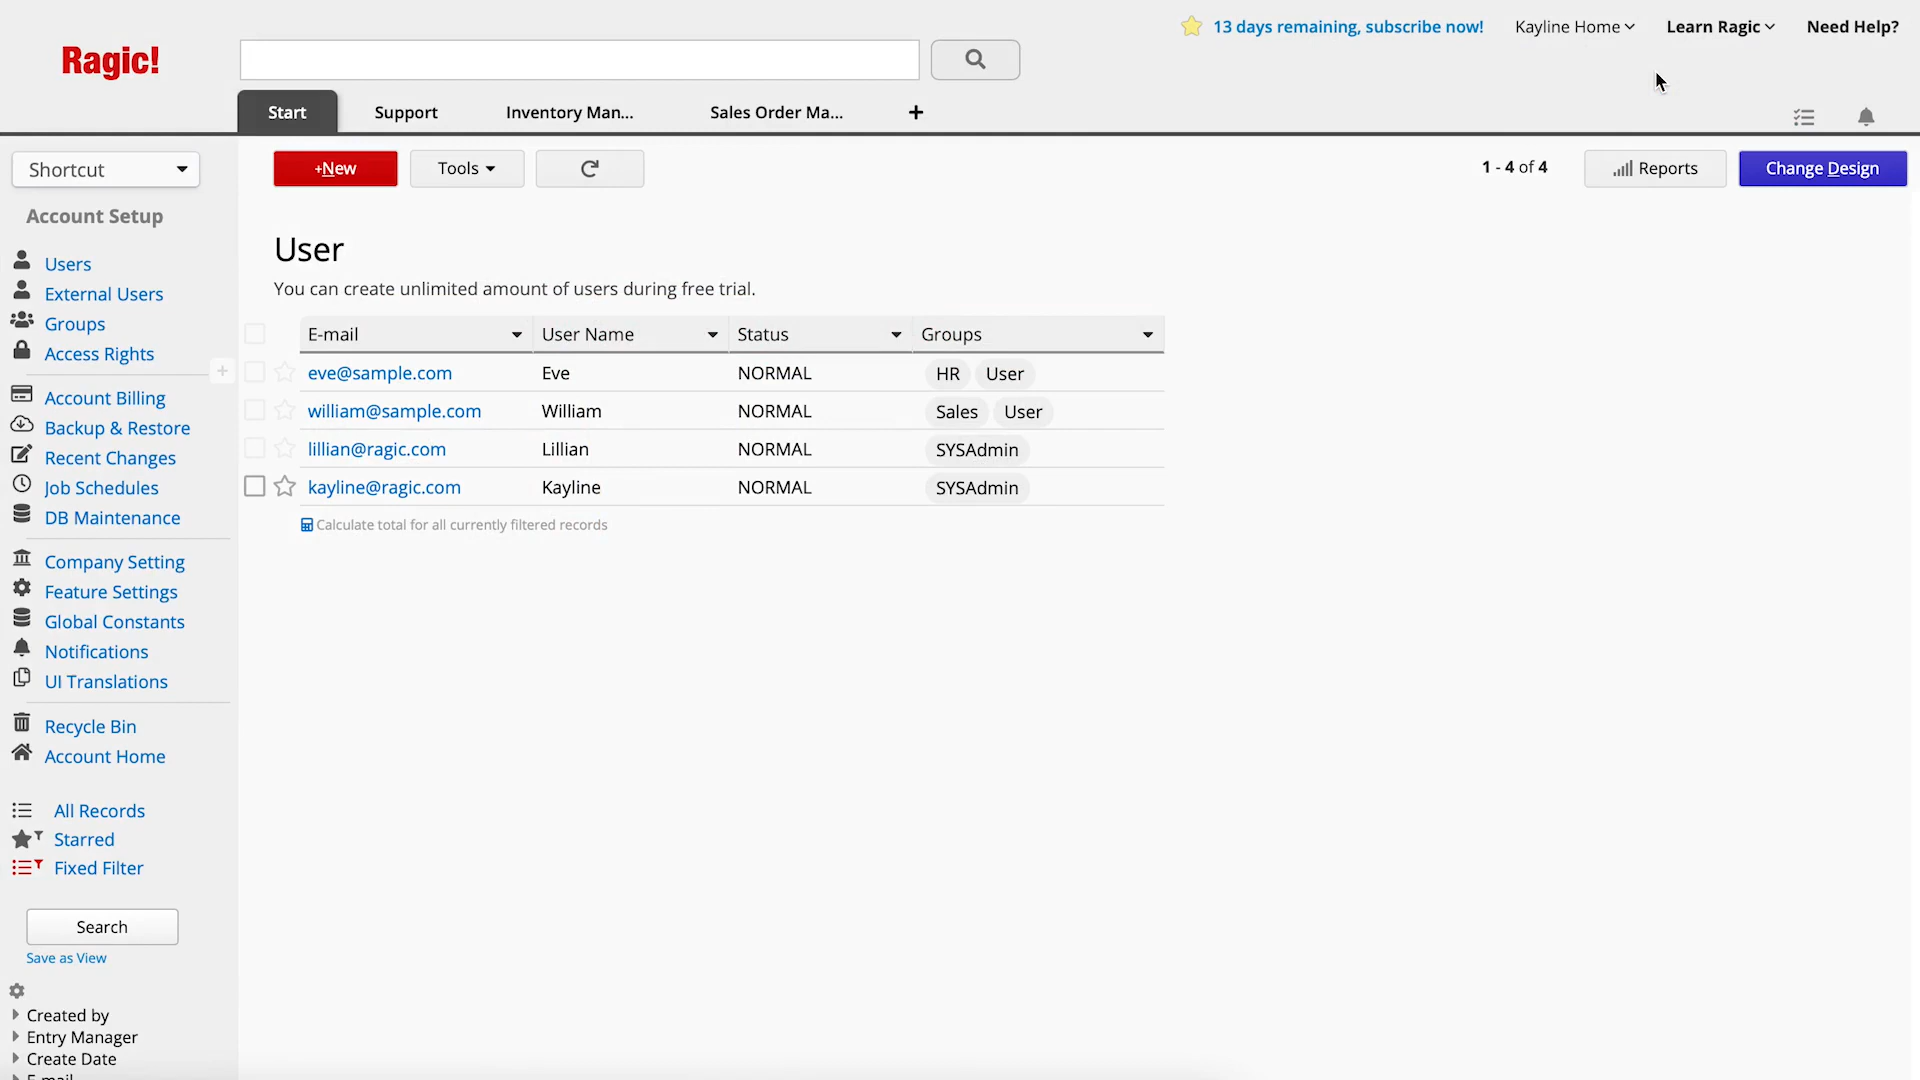 13 days remaining, subscribe now!
Kayline Home
Learn Ragic
Need Help?
Ragic!
Start
Support
Inventory Man...
Sales Order Ma...
+
Shortcut
+New
Tools
1 - 4 of 4
Reports
Change Design
Account Setup
Users
External Users
Groups
Access Rights
Account Billing
Backup & Restore
Recent Changes
Job Schedules
DB Maintenance
Company Setting
Feature Settings
Global Constants
Notifications
UI Translations
Recycle Bin
Account Home
All Records
Starred
Fixed Filter
Search
Save as View
Created by
Entry Manager
Create Date
E-mail
User
You can create unlimited amount of users during free trial.
E-mail User Name Status Groups
eve@sample.com Eve NORMAL HR User
william@sample.com William NORMAL Sales User
lillian@ragic.com Lillian NORMAL SYSAdmin
kayline@ragic.com Kayline NORMAL SYSAdmin
Calculate total for all currently filtered records